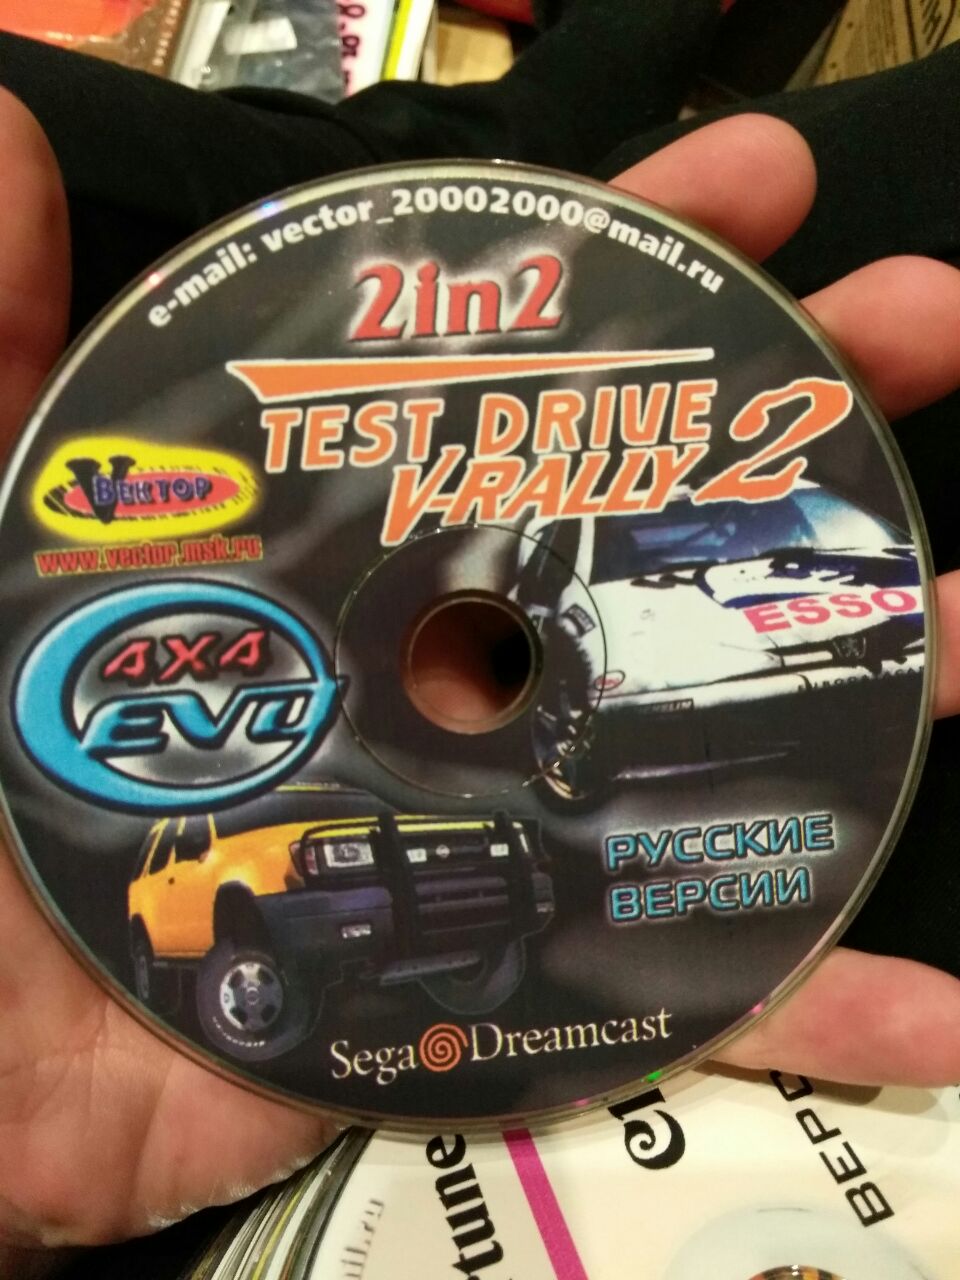 e-mail: vector_20002000@mail.ru
2in2
TEST DRIVE
V-RALLY 2
ВЕКТОР
www.vector.msk.ru
ESSO
4X4
EVO
РУССКИЕ
ВЕРСИИ
Sega Dreamcast